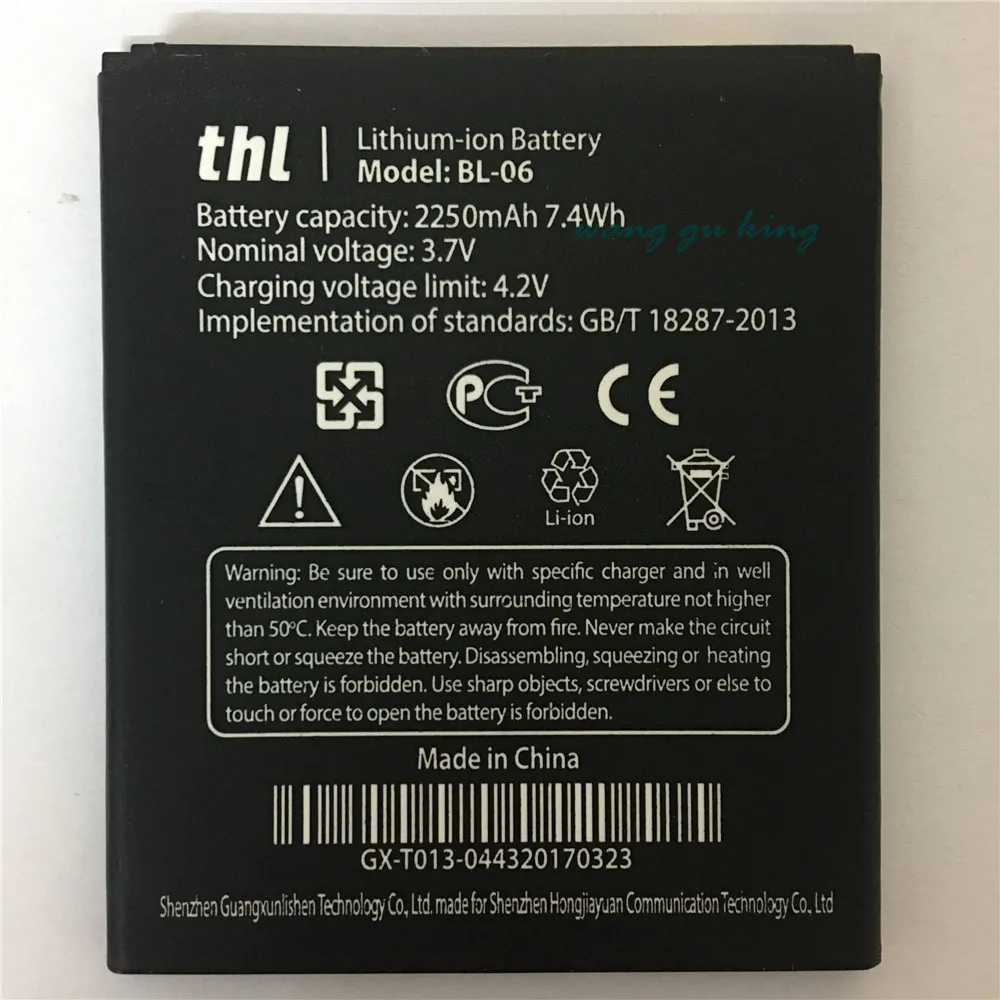 thl
Lithium-ion Battery
Model: BL-06
Battery capacity: 2250mAh 7.4Wh
wang gu king
Nominal voltage: 3.7V
Charging voltage limit: 4.2V
Implementation of standards: GB/T 18287-2013
PCT
CE
Li-ion
Warning: Be sure to use only with specific charger and in well
ventilation environment with surrounding temperature not higher
than 50°C. Keep the battery away from fire. Never make the circuit
short or squeeze the battery. Disassembling, squeezing or heating
the battery is forbidden. Use sharp objects, screwdrivers or else to
touch or force to open the battery is forbidden.
Made in China
GX-T013-044320170323
Shenzhen Guangxunlishen Technology Co., Ltd. made for Shenzhen Hongjiayuan Communication Technology Co., Ltd